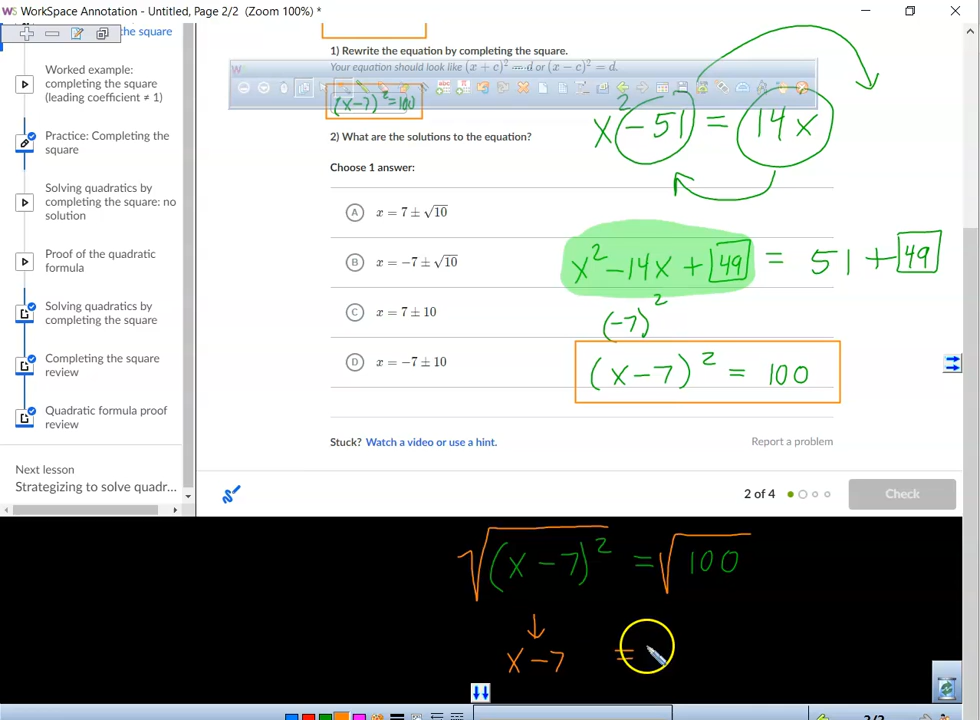 WorkSpace Annotation - Untitled, Page 2/2 (Zoom 100%) *
the square
Worked example:
completing the square
(leading coefficient ≠ 1)
Practice: Completing the
square
Solving quadratics by
completing the square: no
solution
Proof of the quadratic
formula
Solving quadratics by
completing the square
Completing the square
review
Quadratic formula proof
review
Next lesson
Strategizing to solve quadr...
1) Rewrite the equation by completing the square.
Your equation should look like (x + c)² = d or (x − c)² = d.
(x-7)² = 100
2) What are the solutions to the equation?
Choose 1 answer:
A x = 7 ± √10
B x = −7 ± √10
C x = 7 ± 10
D x = −7 ± 10
x² - 51 = 14x
x² - 14x + 49 = 51 + 49
(-7)²
(x - 7)² = 100
Stuck? Watch a video or use a hint.
Report a problem
2 of 4
Check
√(x - 7)² = √100
x - 7 =